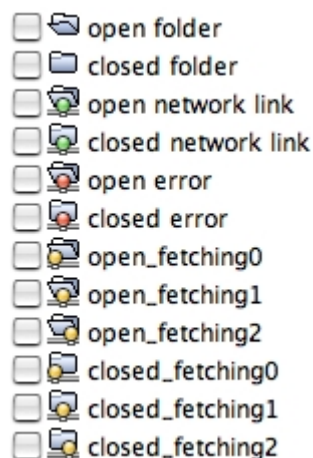 open folder
closed folder
open network link
closed network link
open error
closed error
open_fetching0
open_fetching1
open_fetching2
closed_fetching0
closed_fetching1
closed_fetching2